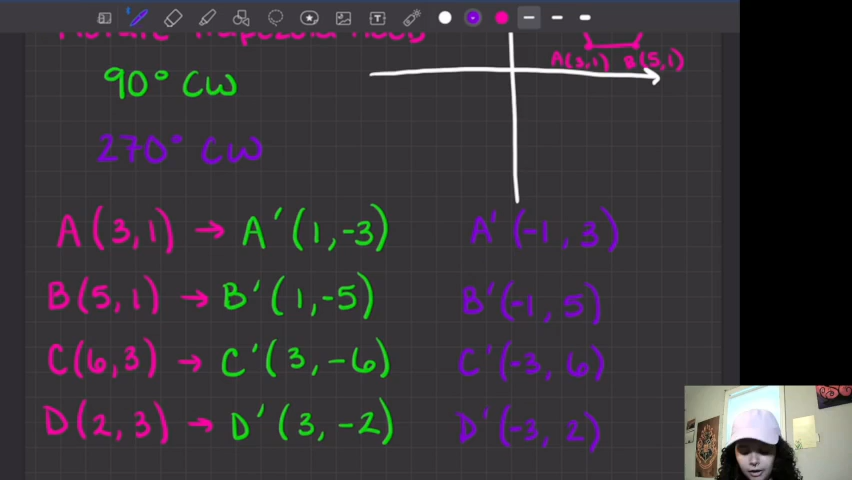 A(3,1) B(5,1)
90° CW
270° CW
A(3,1) → A'(1,-3) A'(-1,3)
B(5,1) → B'(1,-5) B'(-1,5)
C(6,3) → C'(3,-6) C'(-3,6)
D(2,3) → D'(3,-2) D'(-3,2)